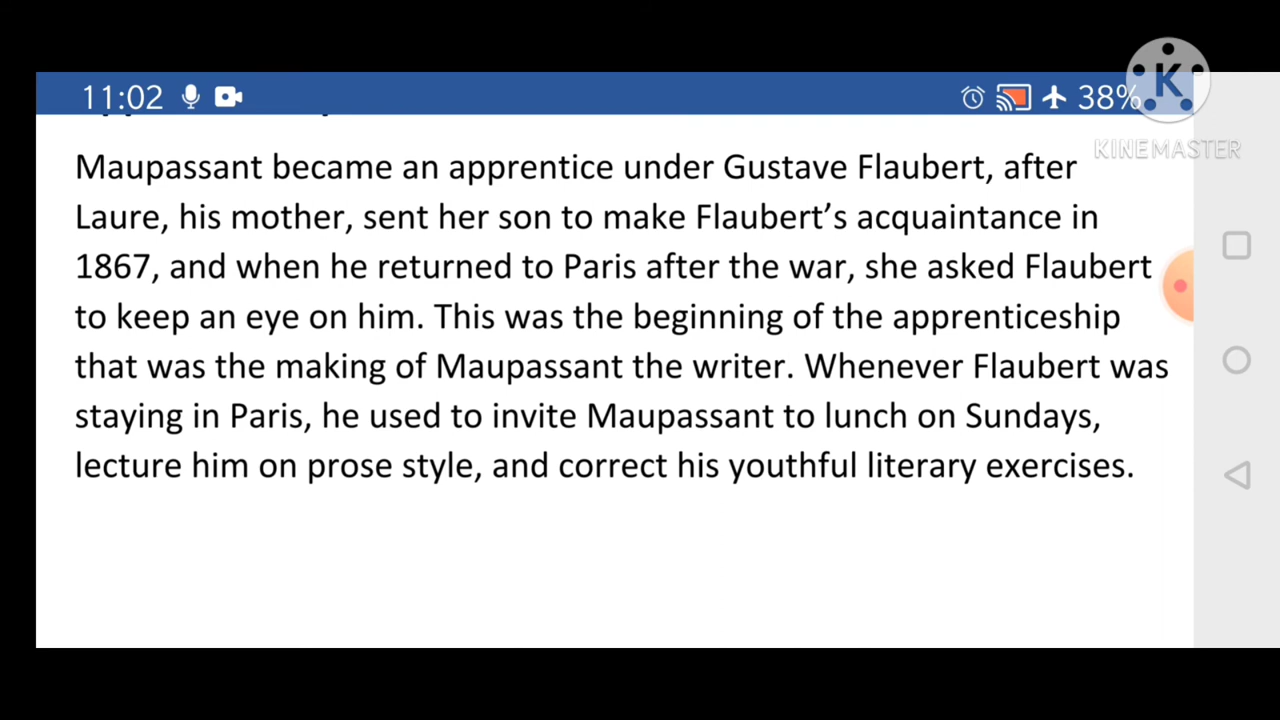 11:02
38%
K
KINEMASTER
Maupassant became an apprentice under Gustave Flaubert, after
Laure, his mother, sent her son to make Flaubert’s acquaintance in
1867, and when he returned to Paris after the war, she asked Flaubert
to keep an eye on him. This was the beginning of the apprenticeship
that was the making of Maupassant the writer. Whenever Flaubert was
staying in Paris, he used to invite Maupassant to lunch on Sundays,
lecture him on prose style, and correct his youthful literary exercises.